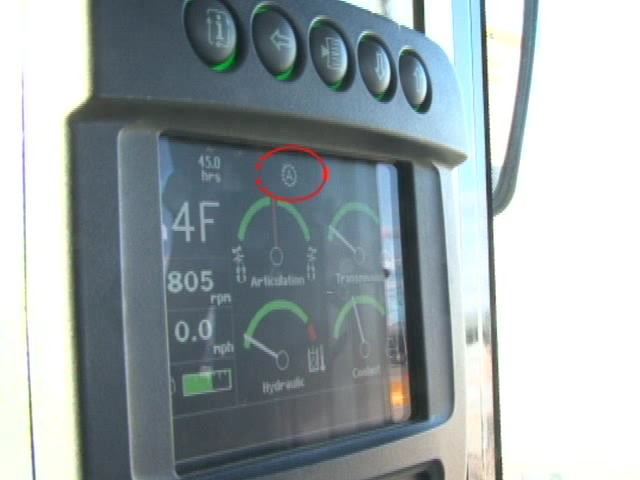 45.0
hrs
A
4F
805
rpm
0.0
mph
Articulation
Transmission
Hydraulic
Coolant